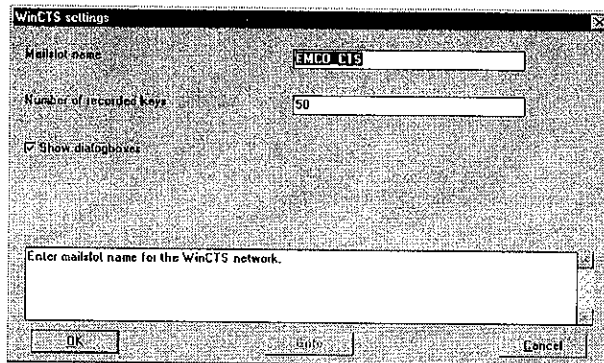 WinCTS settings
Mailslot name
EMCO_CTS
Number of recorded keys
50
Show dialogboxes
Enter mailslot name for the WinCTS network.
OK
Cancel